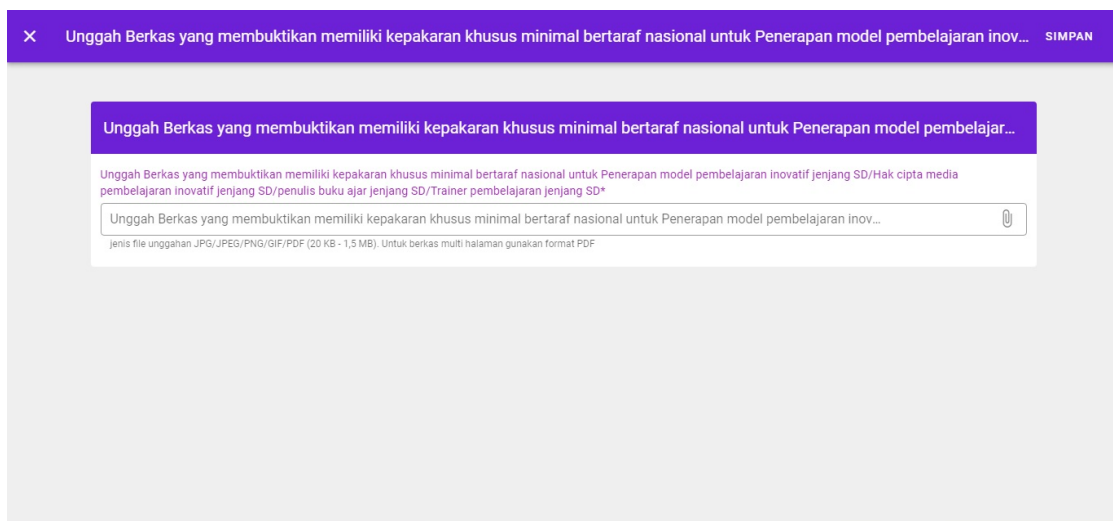 Unggah Berkas yang membuktikan memiliki kepakaran khusus minimal bertaraf nasional untuk Penerapan model pembelajaran inov... SIMPAN
Unggah Berkas yang membuktikan memiliki kepakaran khusus minimal bertaraf nasional untuk Penerapan model pembelajar...
Unggah Berkas yang membuktikan memiliki kepakaran khusus minimal bertaraf nasional untuk Penerapan model pembelajaran inovatif jenjang SD/Hak cipta media
pembelajaran inovatif jenjang SD/penulis buku ajar jenjang SD/Trainer pembelajaran jenjang SD*
Unggah Berkas yang membuktikan memiliki kepakaran khusus minimal bertaraf nasional untuk Penerapan model pembelajaran inov...
jenis file unggahan JPG/JPEG/PNG/GIF/PDF (20 KB - 1,5 MB). Untuk berkas multi halaman gunakan format PDF